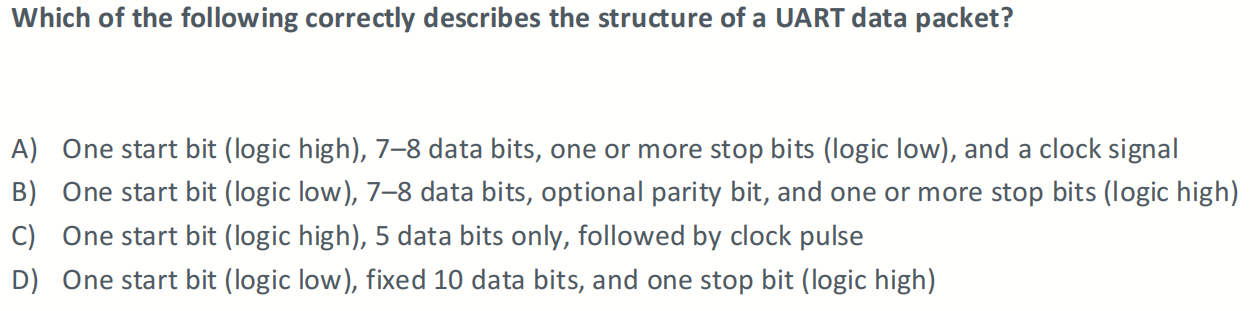 Which of the following correctly describes the structure of a UART data packet?
A) One start bit (logic high), 7–8 data bits, one or more stop bits (logic low), and a clock signal
B) One start bit (logic low), 7–8 data bits, optional parity bit, and one or more stop bits (logic high)
C) One start bit (logic high), 5 data bits only, followed by clock pulse
D) One start bit (logic low), fixed 10 data bits, and one stop bit (logic high)